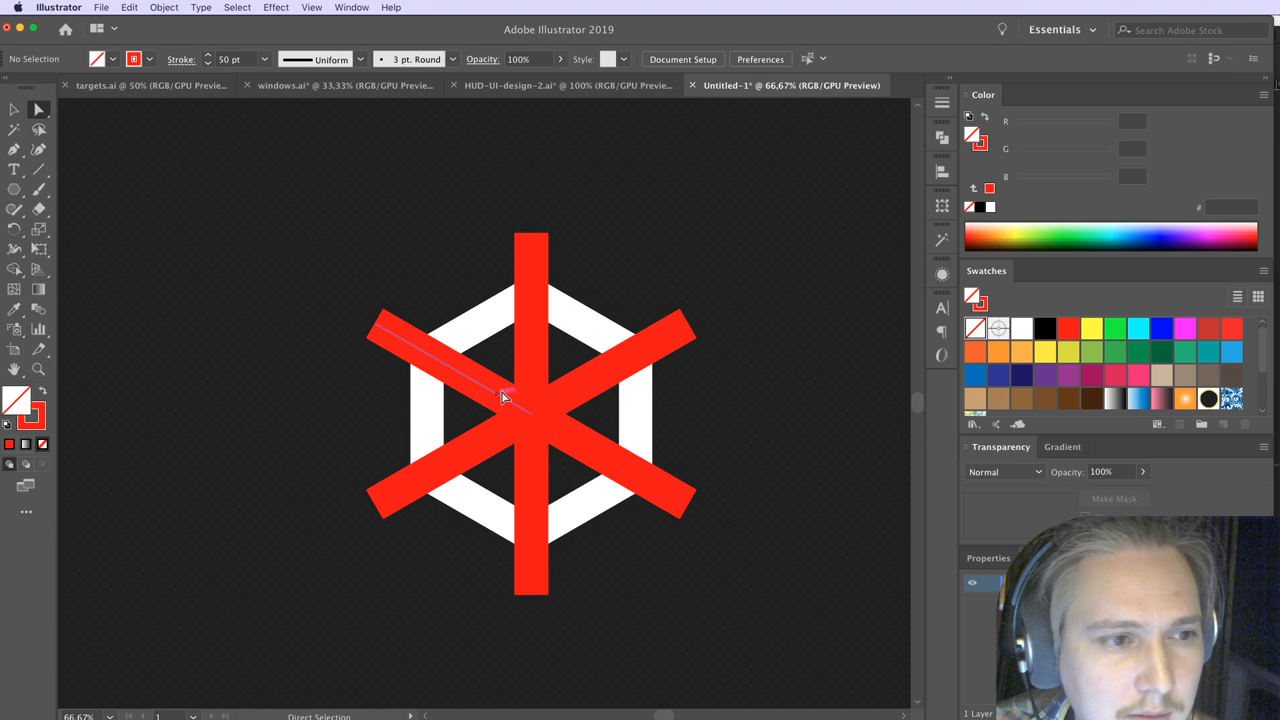 Illustrator File Edit Object Type Select Effect View Window Help
Adobe Illustrator 2019
Essentials
Search Adobe Stock
No Selection
Stroke:
50 pt
Uniform
3 pt. Round
Opacity:
100%
Style:
Document Setup
Preferences
targets.ai @ 50% (RGB/GPU Previe...
windows.ai* @ 33,33% (RGB/GPU Previe...
HUD-UI-design-2.ai* @ 100% (RGB/GPU Previe...
Untitled-1* @ 66,67% (RGB/GPU Preview)
Color
R
G
B
#
Swatches
path
Transparency
Gradient
Normal
Opacity:
100%
Make Mask
Properties
1 Layer
66,67%
1
Direct Selection